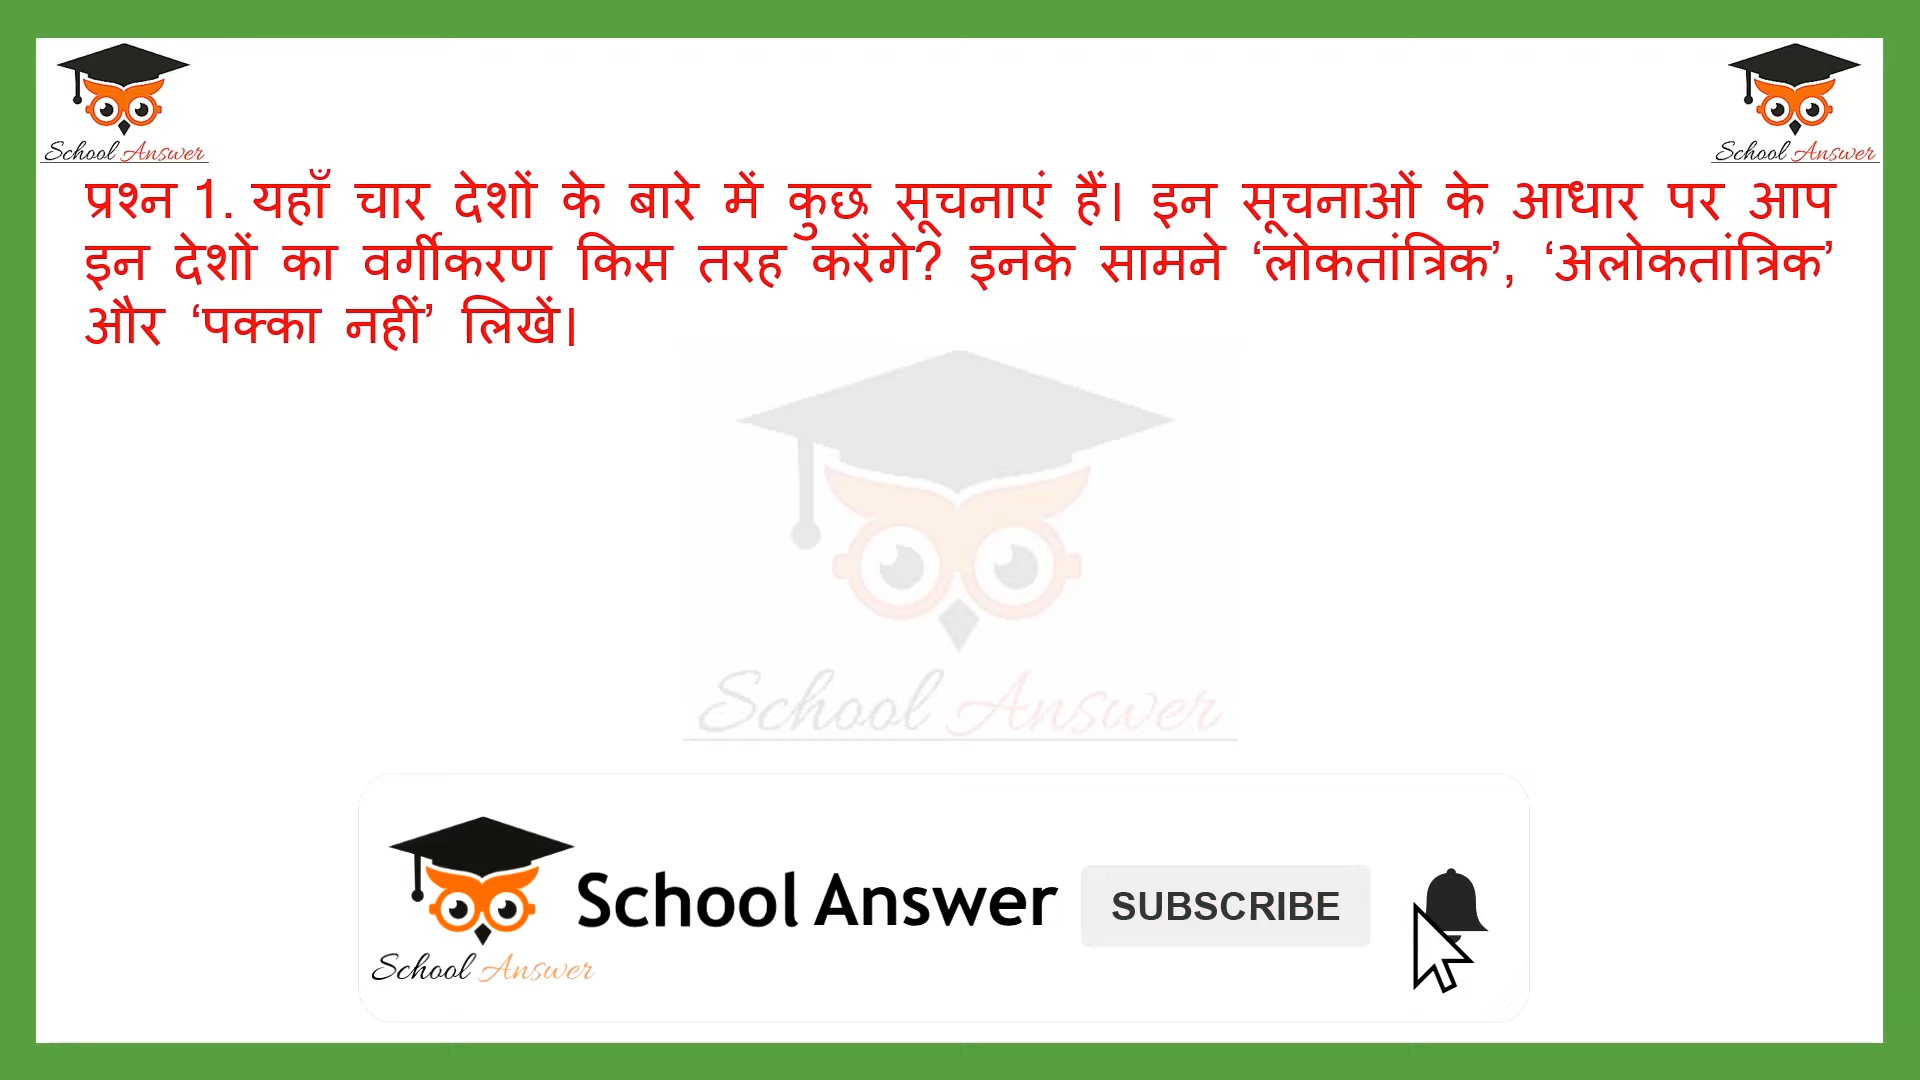 School Answer
School Answer
प्रश्न 1. यहाँ चार देशों के बारे में कुछ सूचनाएं हैं। इन सूचनाओं के आधार पर आप
इन देशों का वर्गीकरण किस तरह करेंगे? इनके सामने ‘लोकतांत्रिक’, ‘अलोकतांत्रिक’
और ‘पक्का नहीं’ लिखें।
School Answer
School Answer
SUBSCRIBE
School Answer